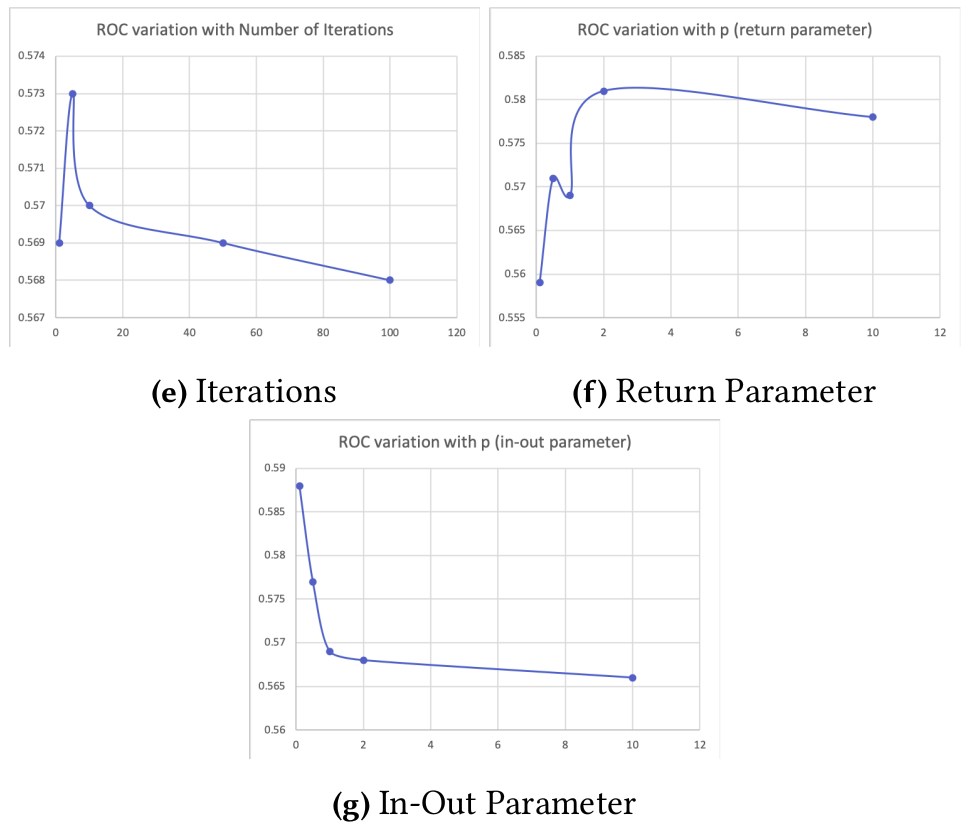 ROC variation with Number of Iterations
0.574
0.573
0.572
0.571
0.57
0.569
0.568
0.567
0 20 40 60 80 100 120
(e) Iterations
ROC variation with p (return parameter)
0.585
0.58
0.575
0.57
0.565
0.56
0.555
0 2 4 6 8 10 12
(f) Return Parameter
ROC variation with p (in-out parameter)
0.59
0.585
0.58
0.575
0.57
0.565
0.56
0 2 4 6 8 10 12
(g) In-Out Parameter